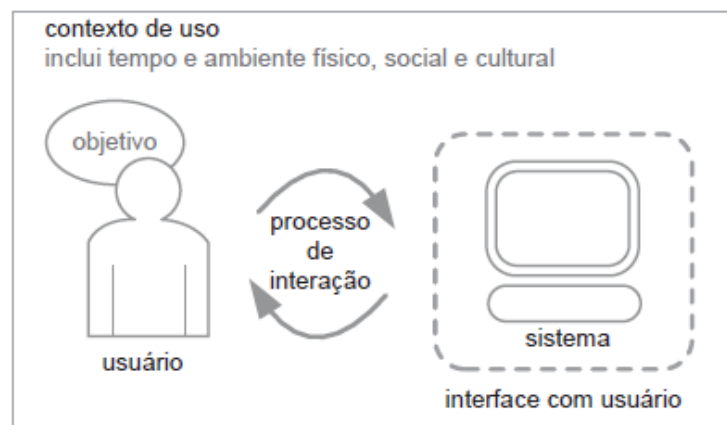 contexto de uso
inclui tempo e ambiente físico, social e cultural
objetivo
processo
de
interação
usuário
sistema
interface com usuário